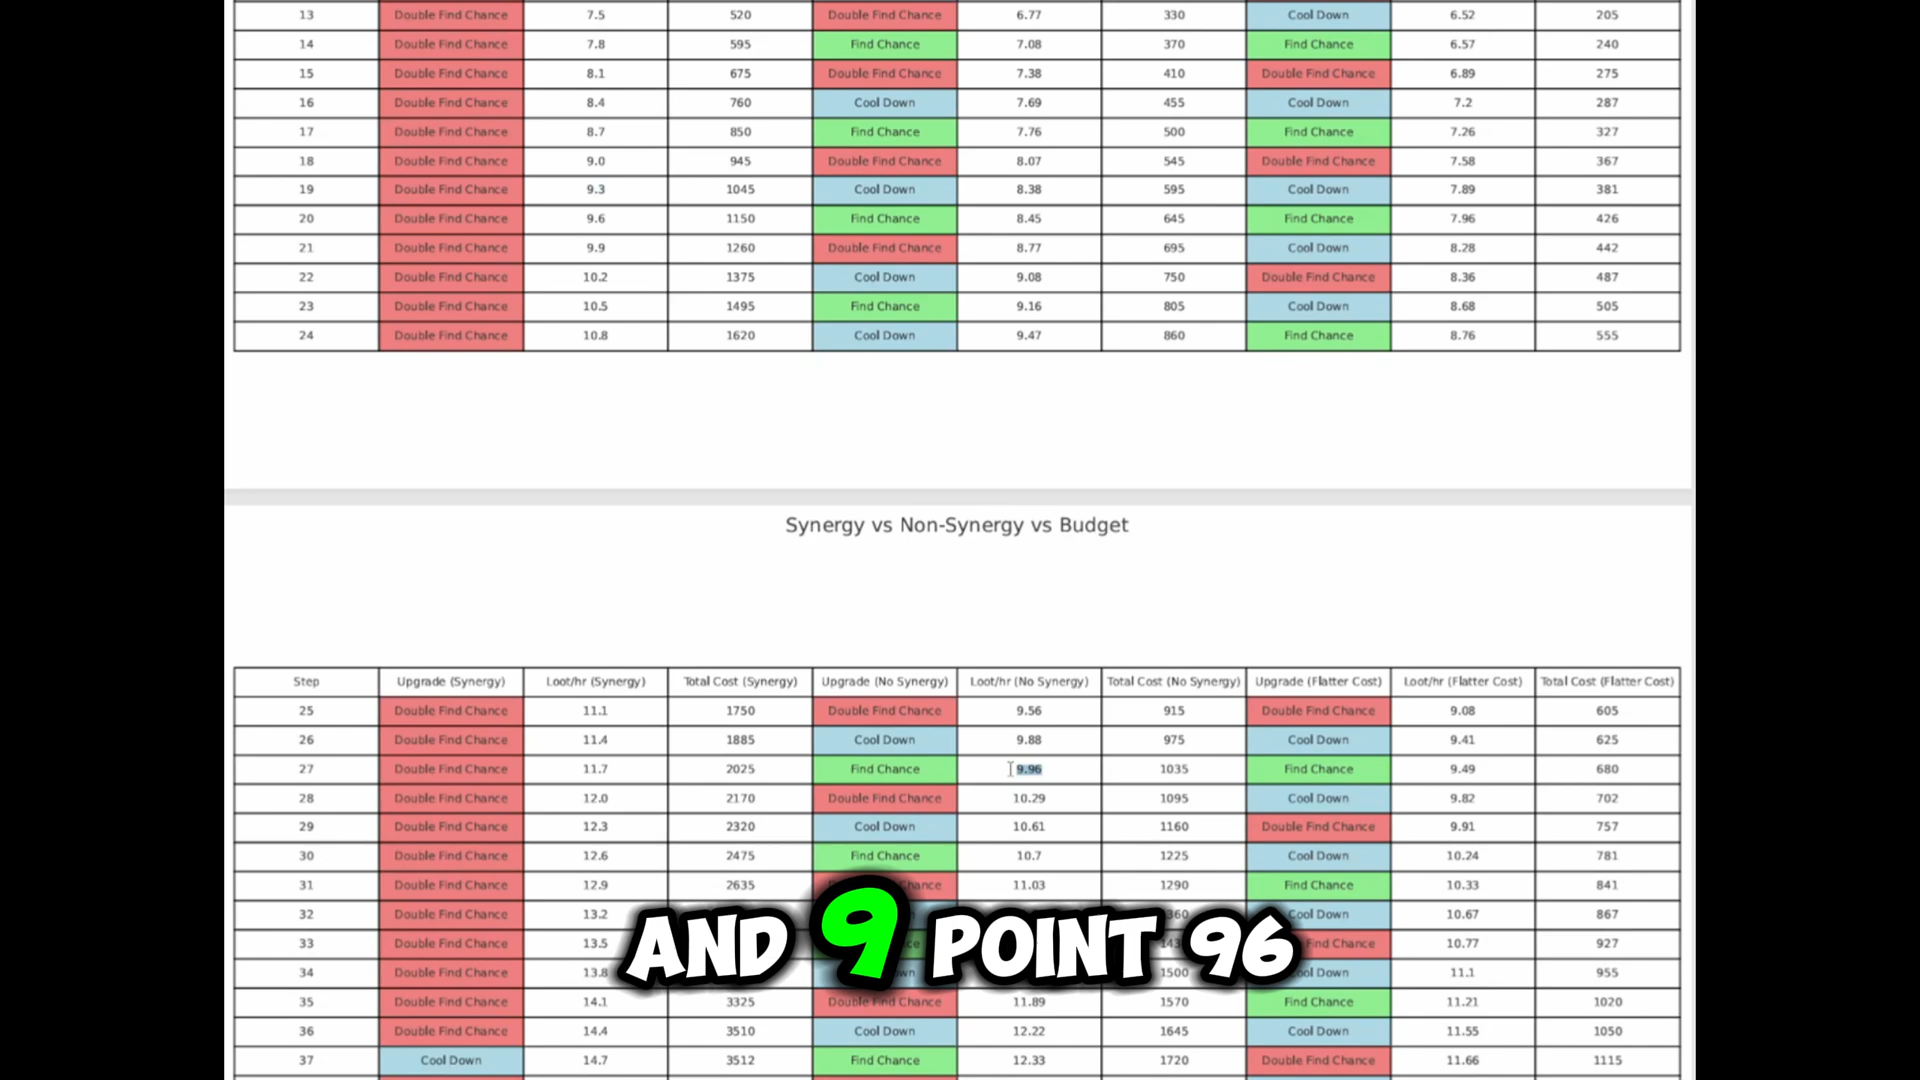 13 Double Find Chance 7.5 520 Double Find Chance 6.77 330 Cool Down 6.52 205
14 Double Find Chance 7.8 595 Find Chance 7.08 370 Find Chance 6.57 240
15 Double Find Chance 8.1 675 Double Find Chance 7.38 410 Double Find Chance 6.89 275
16 Double Find Chance 8.4 760 Cool Down 7.69 455 Cool Down 7.2 287
17 Double Find Chance 8.7 850 Find Chance 7.76 500 Find Chance 7.26 327
18 Double Find Chance 9.0 945 Double Find Chance 8.07 545 Double Find Chance 7.58 367
19 Double Find Chance 9.3 1045 Cool Down 8.38 595 Cool Down 7.89 381
20 Double Find Chance 9.6 1150 Find Chance 8.45 645 Find Chance 7.96 426
21 Double Find Chance 9.9 1260 Double Find Chance 8.77 695 Cool Down 8.28 442
22 Double Find Chance 10.2 1375 Cool Down 9.08 750 Double Find Chance 8.36 487
23 Double Find Chance 10.5 1495 Find Chance 9.16 805 Cool Down 8.68 505
24 Double Find Chance 10.8 1620 Cool Down 9.47 860 Find Chance 8.76 555
Synergy vs Non-Synergy vs Budget
Step Upgrade (Synergy) Loot/hr (Synergy) Total Cost (Synergy) Upgrade (No Synergy) Loot/hr (No Synergy) Total Cost (No Synergy) Upgrade (Flatter Cost) Loot/hr (Flatter Cost) Total Cost (Flatter Cost)
25 Double Find Chance 11.1 1750 Double Find Chance 9.56 915 Double Find Chance 9.08 605
26 Double Find Chance 11.4 1885 Cool Down 9.88 975 Cool Down 9.41 625
27 Double Find Chance 11.7 2025 Find Chance 9.96 1035 Find Chance 9.49 680
28 Double Find Chance 12.0 2170 Double Find Chance 10.29 1095 Cool Down 9.82 702
29 Double Find Chance 12.3 2320 Cool Down 10.61 1160 Double Find Chance 9.91 757
30 Double Find Chance 12.6 2475 Find Chance 10.7 1225 Cool Down 10.24 781
31 Double Find Chance 12.9 2635 Chance 11.03 1290 Find Chance 10.33 841
32 Double Find Chance 13.2 Cool Down 10.67 867
33 Double Find Chance 13.5 Find Chance 10.77 927
34 Double Find Chance 13.8 1500 Down 11.1 955
35 Double Find Chance 14.1 3325 Double Find Chance 11.89 1570 Find Chance 11.21 1020
36 Double Find Chance 14.4 3510 Cool Down 12.22 1645 Cool Down 11.55 1050
37 Cool Down 14.7 3512 Find Chance 12.33 1720 Double Find Chance 11.66 1115
AND 9 POINT 96